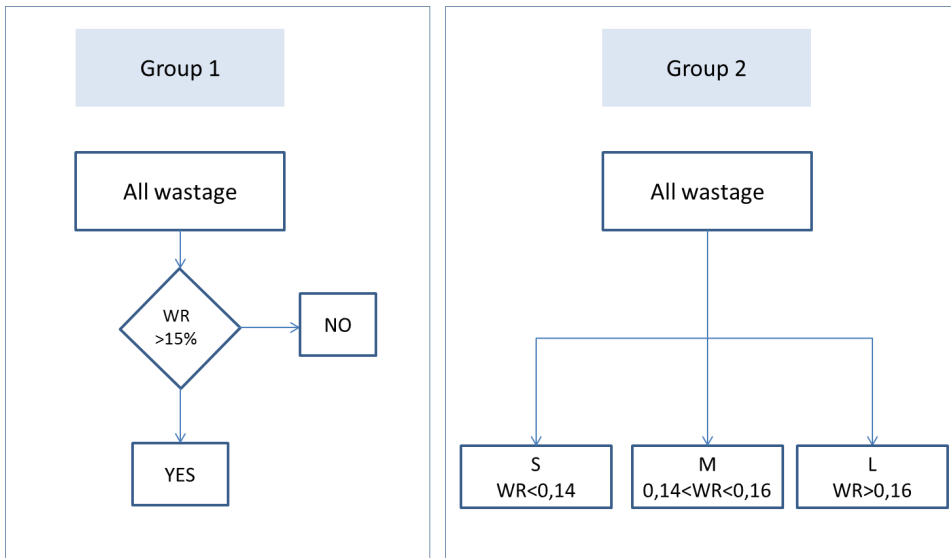 Group 1
All wastage
WR
>15%
NO
YES
Group 2
All wastage
S
WR<0,14
M
0,14<WR<0,16
L
WR>0,16